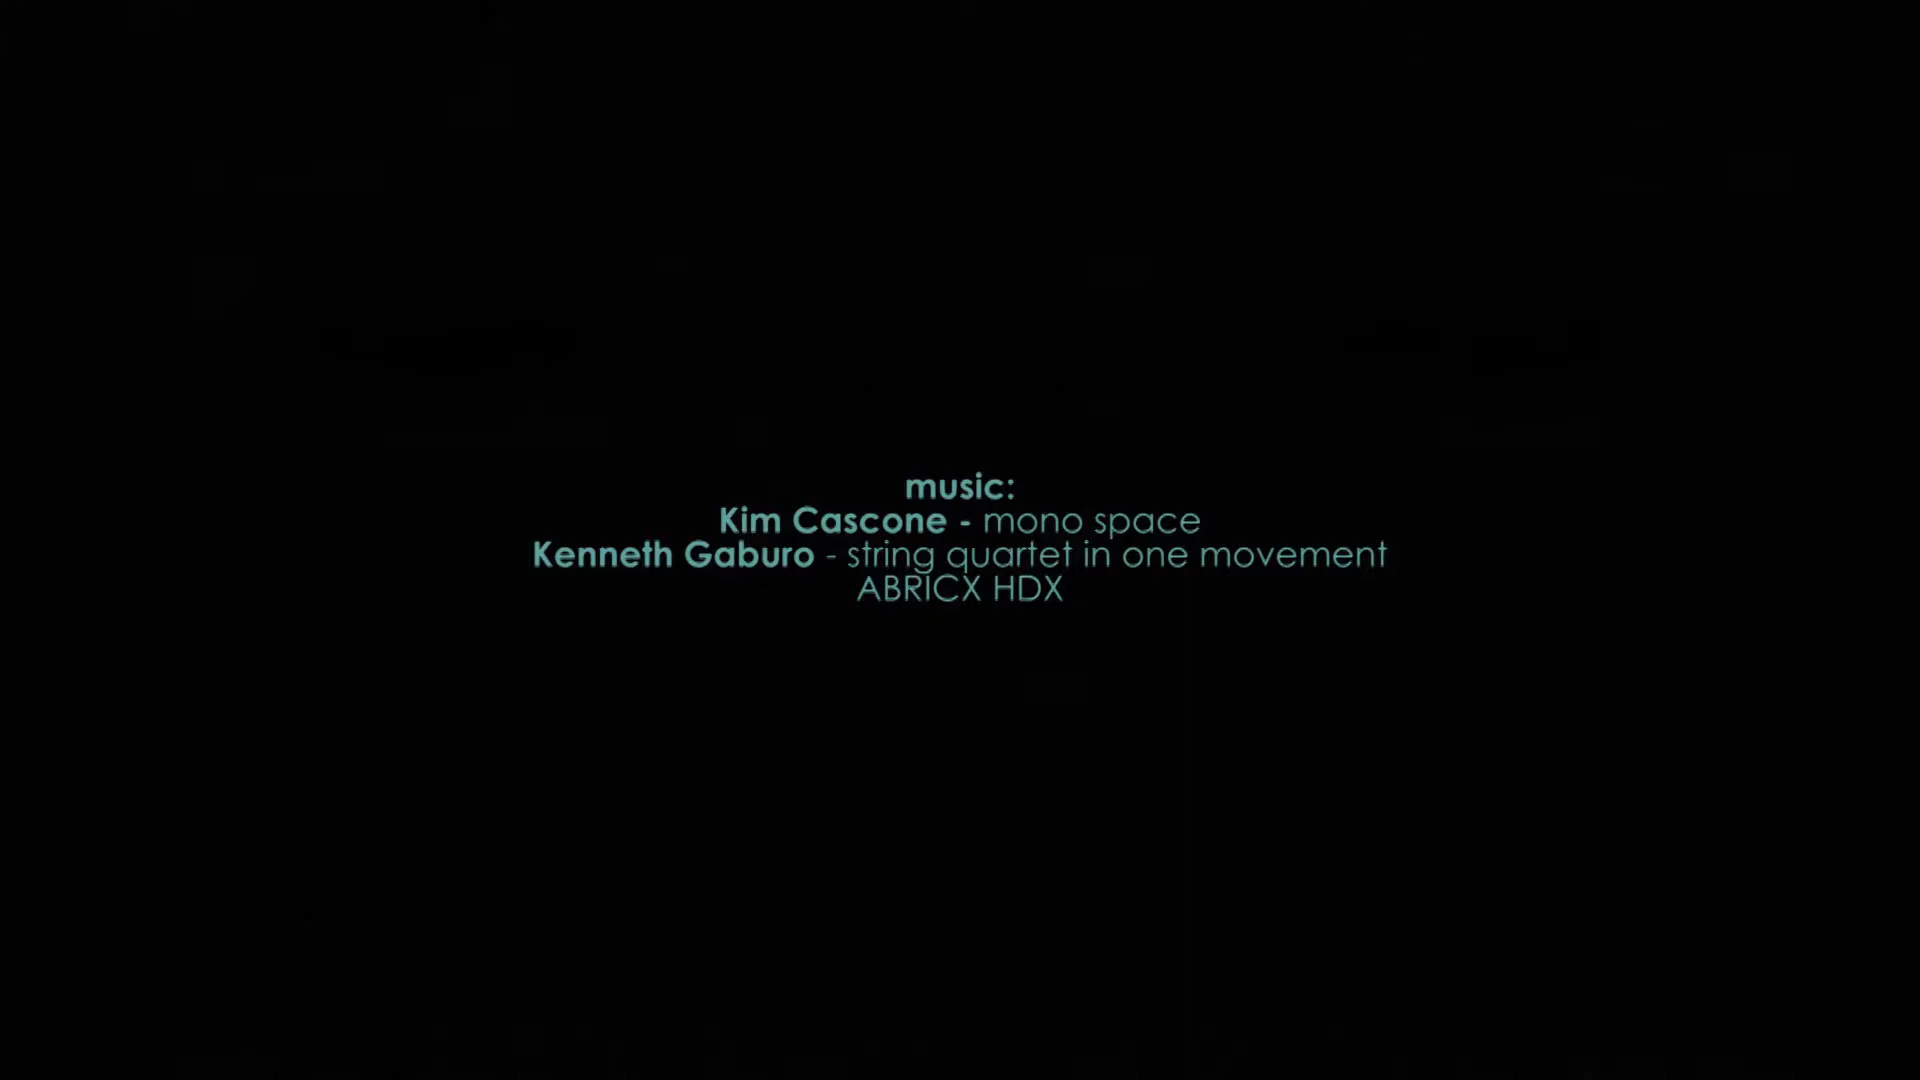 music:
Kim Cascone - mono space
Kenneth Gaburo - string quartet in one movement
ABRICX HDX